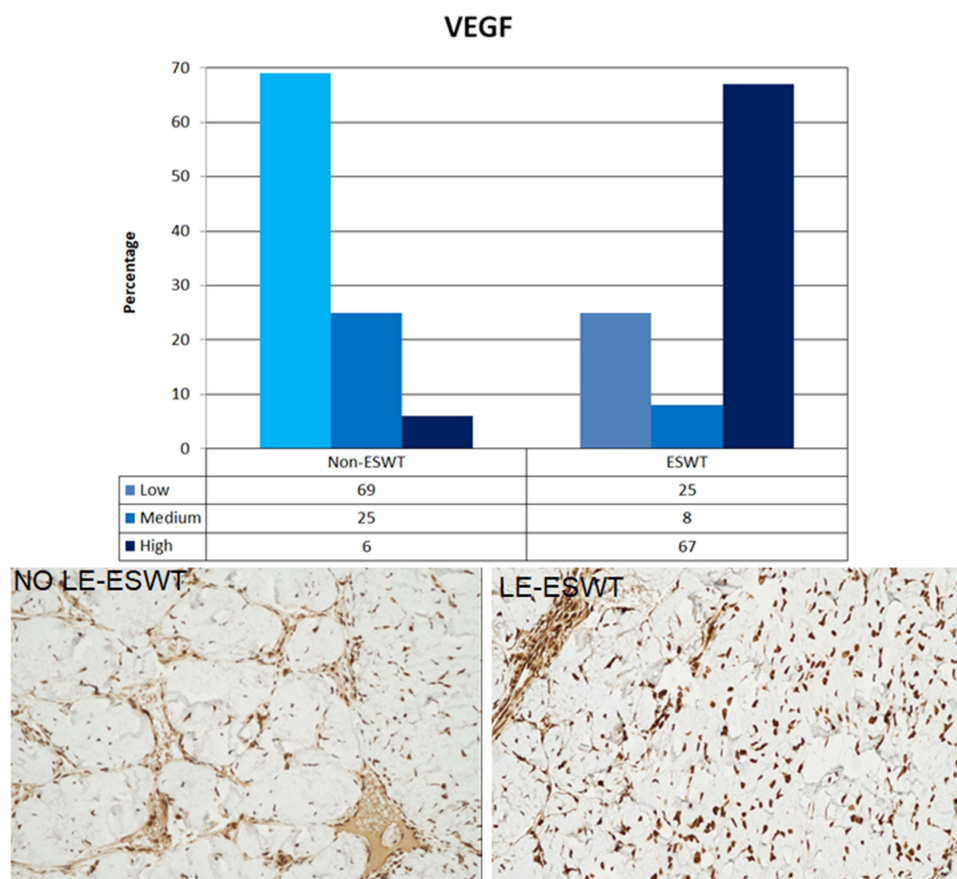 VEGF
70
60
50
40
30
20
10
0
Percentage
Non-ESWT ESWT
Low 69 25
Medium 25 8
High 6 67
NO LE-ESWT LE-ESWT